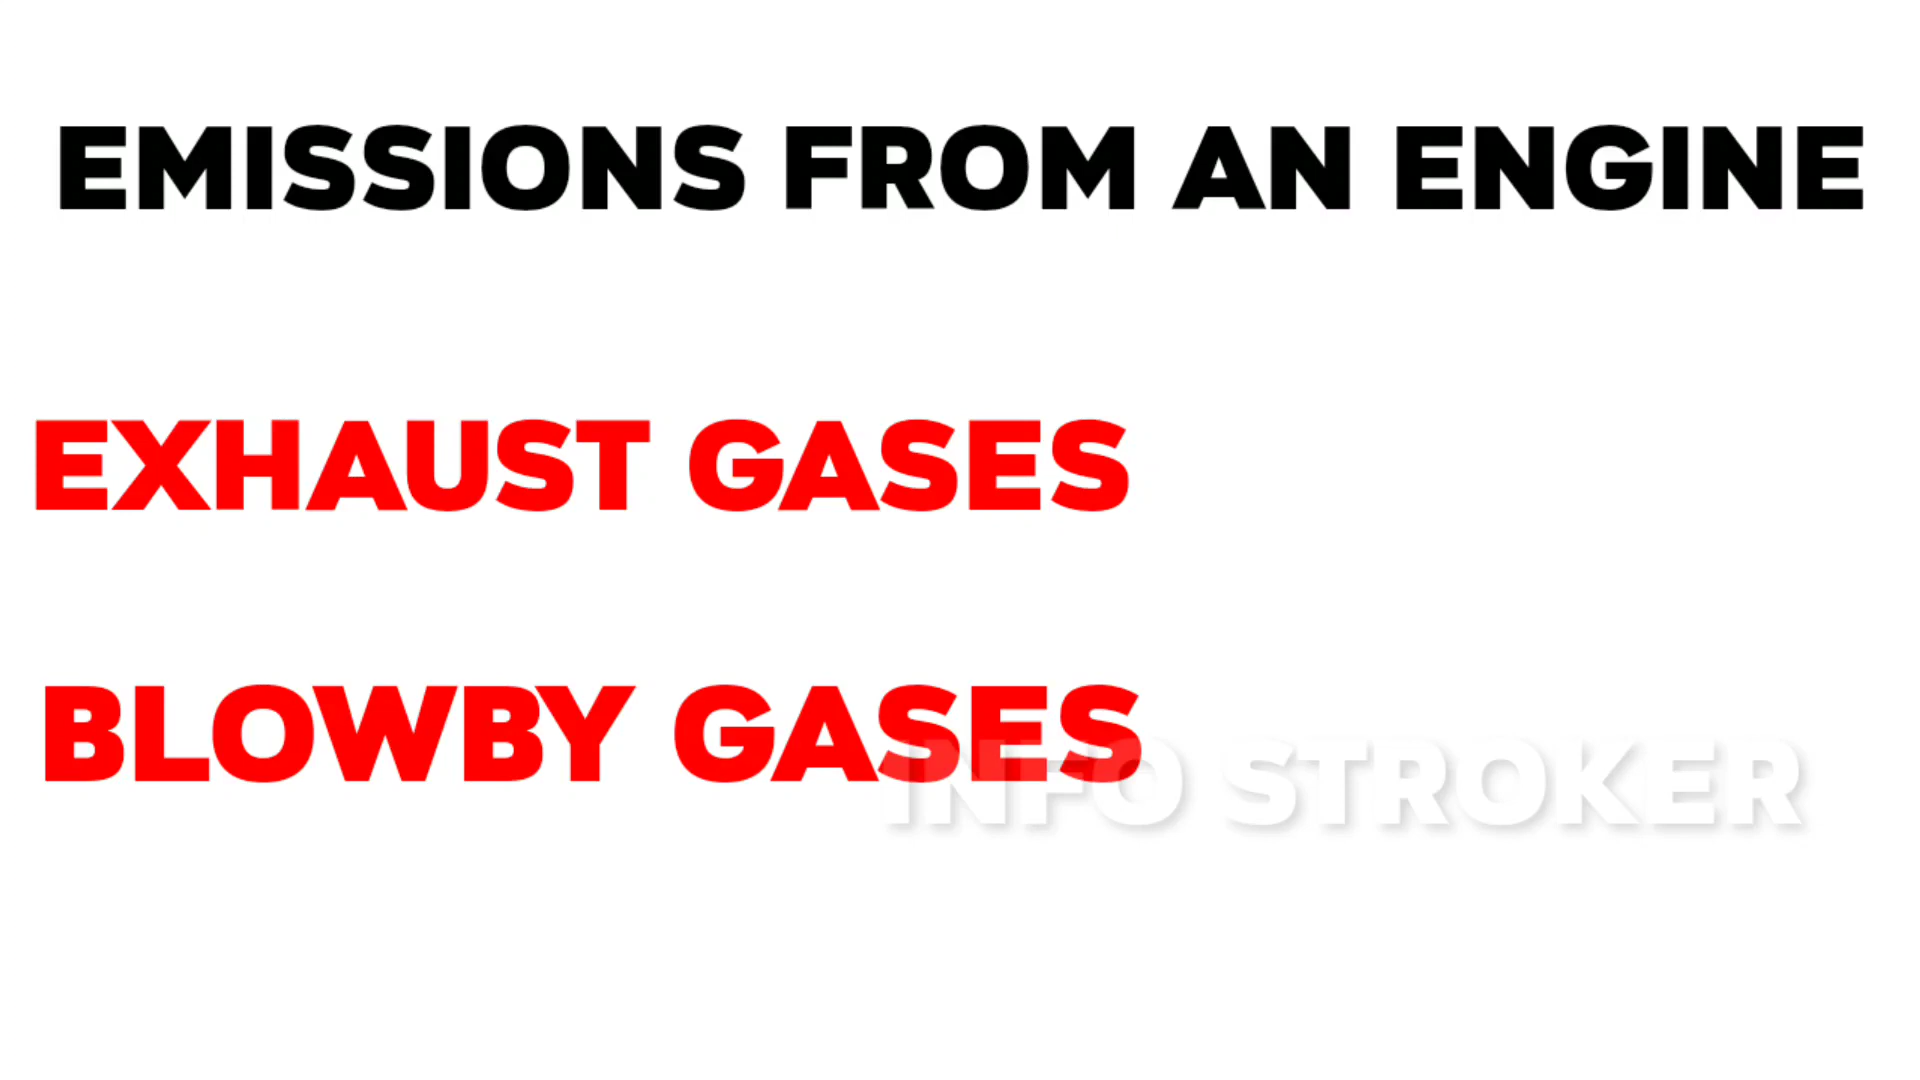 EMISSIONS FROM AN ENGINE
EXHAUST GASES
BLOWBY GASES
INFO STROKER